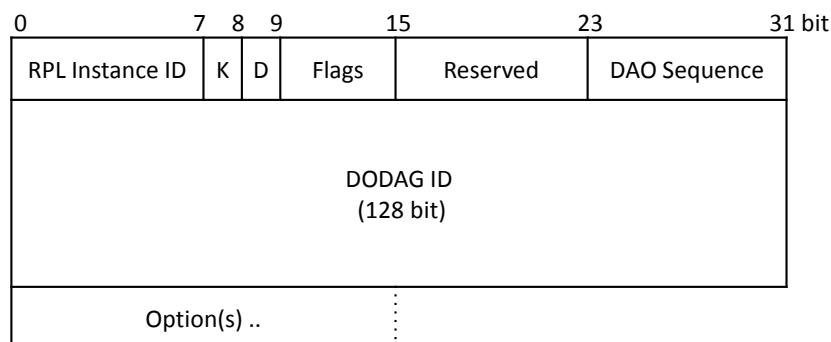 0 7 8 9 15 23 31 bit
RPL Instance ID K D Flags Reserved DAO Sequence
DODAG ID
(128 bit)
Option(s) ..